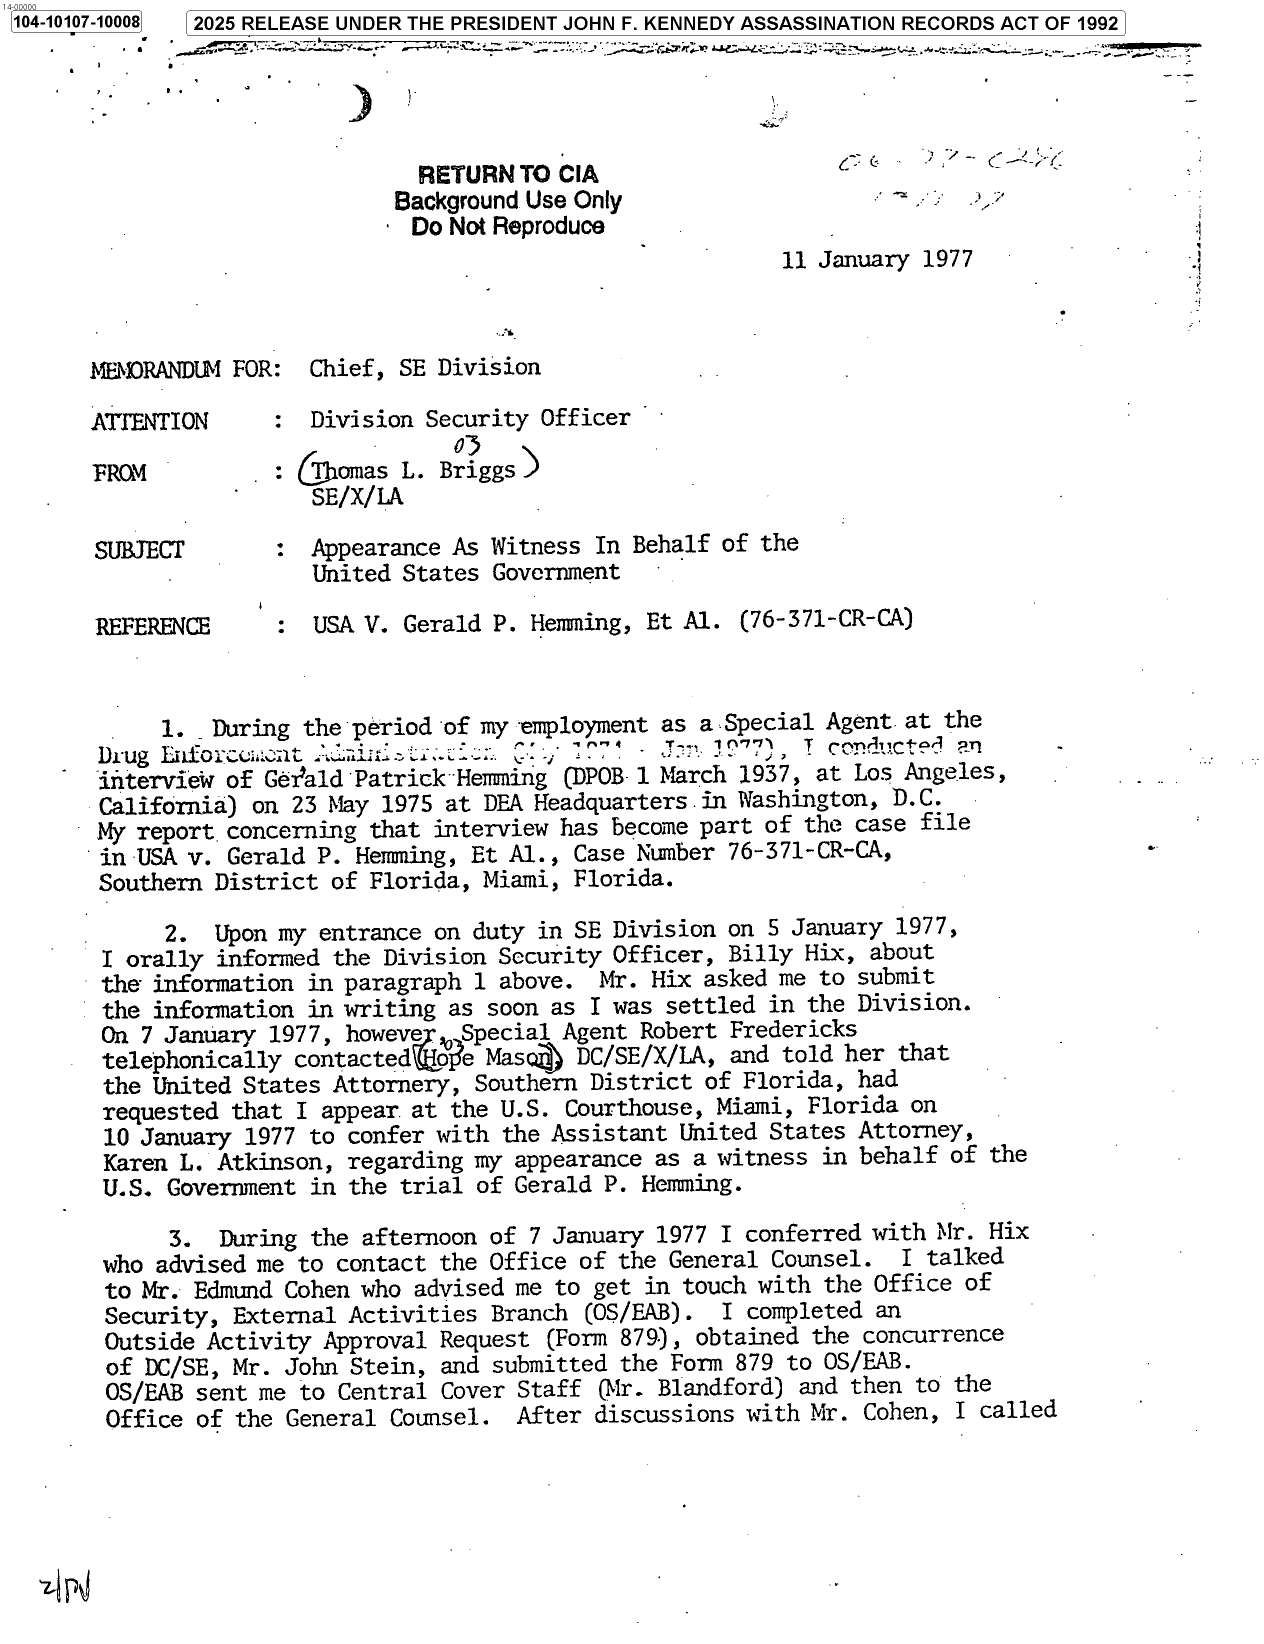 14-00000
104-10107-10008
2025 RELEASE UNDER THE PRESIDENT JOHN F. KENNEDY ASSASSINATION RECORDS ACT OF 1992
RETURN TO CIA
Background Use Only
Do Not Reproduce
11 January 1977
MEMORANDUM FOR: Chief, SE Division
ATTENTION : Division Security Officer
03
FROM : (Thomas L. Briggs)
SE/X/LA
SUBJECT : Appearance As Witness In Behalf of the
United States Government
REFERENCE : USA V. Gerald P. Hemming, Et Al. (76-371-CR-CA)
1. During the period of my employment as a Special Agent at the
Drug Enforcement Administration 1974 - Jan. 1977), I conducted an
interview of Gerald Patrick Hemming (DPOB 1 March 1937, at Los Angeles,
California) on 23 May 1975 at DEA Headquarters in Washington, D.C.
My report concerning that interview has become part of the case file
in USA v. Gerald P. Hemming, Et Al., Case Number 76-371-CR-CA,
Southern District of Florida, Miami, Florida.
2. Upon my entrance on duty in SE Division on 5 January 1977,
I orally informed the Division Security Officer, Billy Hix, about
the information in paragraph 1 above. Mr. Hix asked me to submit
the information in writing as soon as I was settled in the Division.
On 7 January 1977, however, Special Agent Robert Fredericks
03
telephonically contacted (Hope Mason) DC/SE/X/LA, and told her that
the United States Attornery, Southern District of Florida, had
requested that I appear at the U.S. Courthouse, Miami, Florida on
10 January 1977 to confer with the Assistant United States Attorney,
Karen L. Atkinson, regarding my appearance as a witness in behalf of the
U.S. Government in the trial of Gerald P. Hemming.
3. During the afternoon of 7 January 1977 I conferred with Mr. Hix
who advised me to contact the Office of the General Counsel. I talked
to Mr. Edmund Cohen who advised me to get in touch with the Office of
Security, External Activities Branch (OS/EAB). I completed an
Outside Activity Approval Request (Form 879), obtained the concurrence
of DC/SE, Mr. John Stein, and submitted the Form 879 to OS/EAB.
OS/EAB sent me to Central Cover Staff (Mr. Blandford) and then to the
Office of the General Counsel. After discussions with Mr. Cohen, I called